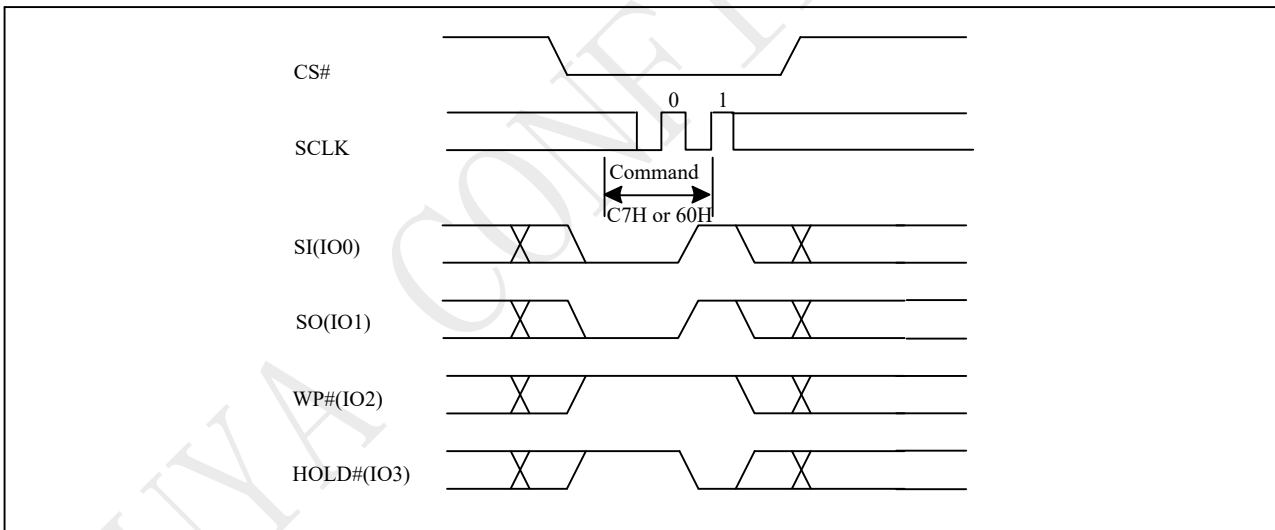 CS#
0 1
SCLK
Command
C7H or 60H
SI(IO0)
SO(IO1)
WP#(IO2)
HOLD#(IO3)